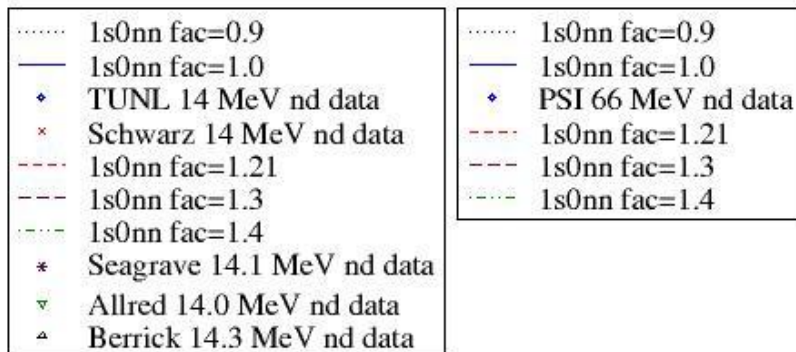 1s0nn fac=0.9
1s0nn fac=1.0
TUNL 14 MeV nd data
Schwarz 14 MeV nd data
1s0nn fac=1.21
1s0nn fac=1.3
1s0nn fac=1.4
Seagrave 14.1 MeV nd data
Allred 14.0 MeV nd data
Berrick 14.3 MeV nd data
1s0nn fac=0.9
1s0nn fac=1.0
PSI 66 MeV nd data
1s0nn fac=1.21
1s0nn fac=1.3
1s0nn fac=1.4